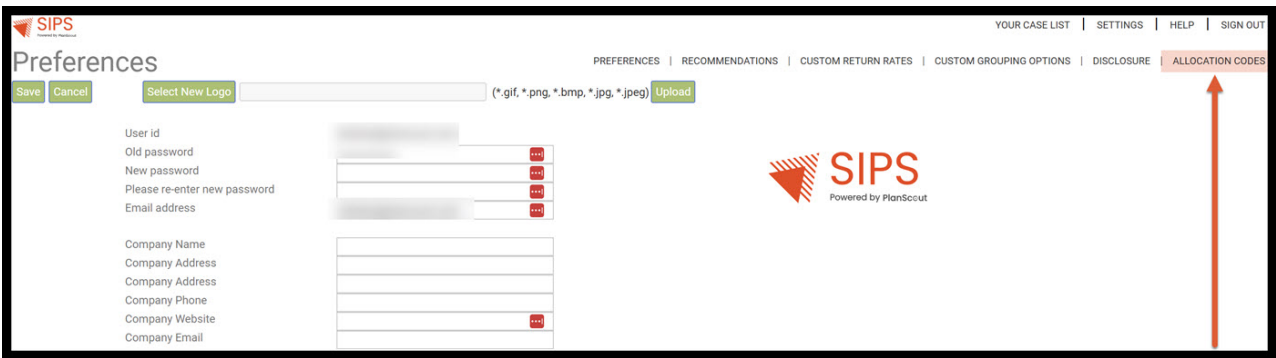 SIPS
Powered by PlanScout
YOUR CASE LIST | SETTINGS | HELP | SIGN OUT
Preferences
PREFERENCES | RECOMMENDATIONS | CUSTOM RETURN RATES | CUSTOM GROUPING OPTIONS | DISCLOSURE | ALLOCATION CODES
Save Cancel Select New Logo (*.gif, *.png, *.bmp, *.jpg, *.jpeg) Upload
User id
Old password
New password
Please re-enter new password
Email address
SIPS
Powered by PlanScout
Company Name
Company Address
Company Address
Company Phone
Company Website
Company Email